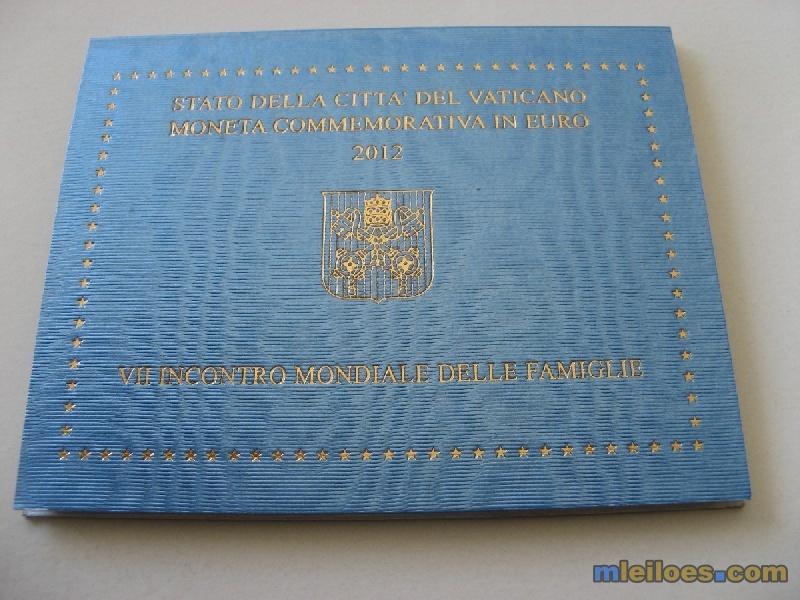 STATO DELLA CITTA' DEL VATICANO
MONETA COMMEMORATIVA IN EURO
2012
VII INCONTRO MONDIALE DELLE FAMIGLIE
mleiloes.com